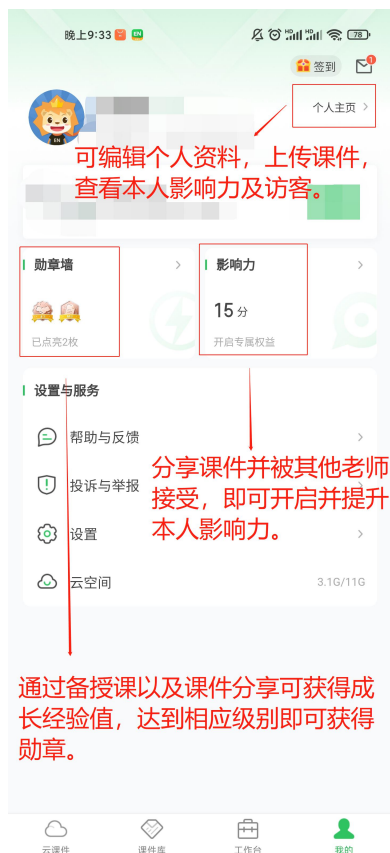 晚上9:33
78
签到
个人主页
可编辑个人资料，上传课件，
查看本人影响力及访客。
勋章墙
已点亮2枚
影响力
15分
开启专属权益
设置与服务
帮助与反馈
投诉与举报
设置
云空间
3.1G/11G
分享课件并被其他老师
接受，即可开启并提升
本人影响力。
通过备授课以及课件分享可获得成
长经验值，达到相应级别即可获得
勋章。
云课件
课件库
工作台
我的